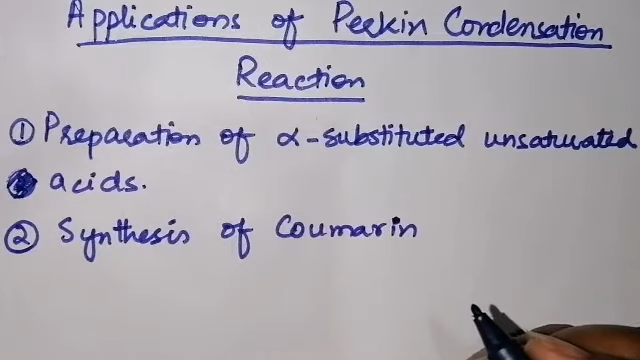 Applications of Perkin Condensation
Reaction
① Preparation of α-substituted unsaturated
acids.
② Synthesis of Coumarin